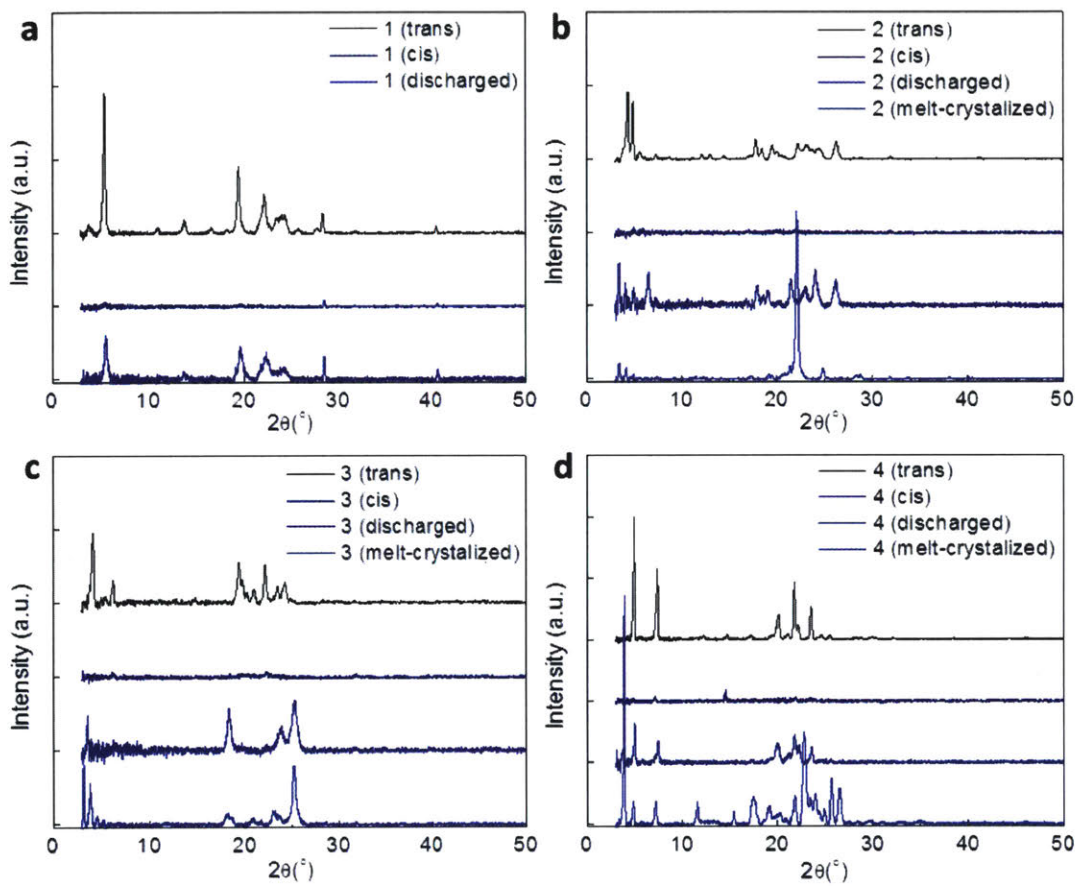 a
1 (trans)
1 (cis)
1 (discharged)
Intensity (a.u.)
0 10 20 30 40 50
2θ(°)
b
2 (trans)
2 (cis)
2 (discharged)
2 (melt-crystalized)
Intensity (a.u.)
0 10 20 30 40 50
2θ(°)
c
3 (trans)
3 (cis)
3 (discharged)
3 (melt-crystalized)
Intensity (a.u.)
0 10 20 30 40 50
2θ(°)
d
4 (trans)
4 (cis)
4 (discharged)
4 (melt-crystalized)
Intensity (a.u.)
0 10 20 30 40 50
2θ(°)